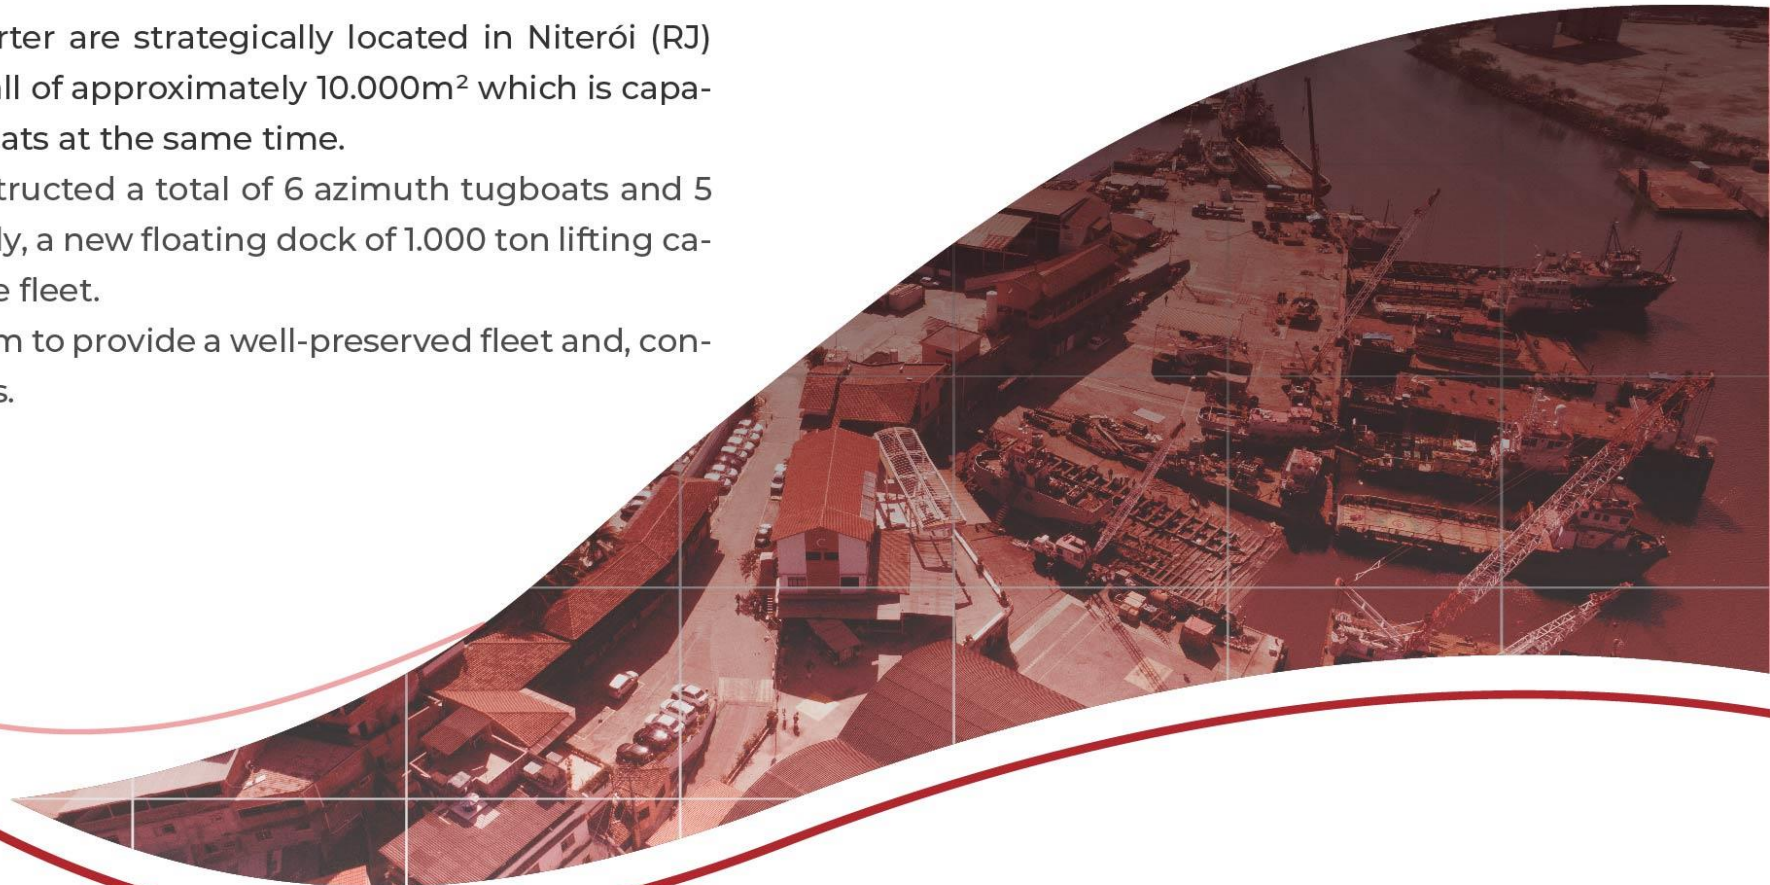 rter are strategically located in Niterói (RJ)
all of approximately 10.000m² which is capa-
ats at the same time.
tructed a total of 6 azimuth tugboats and 5
ly, a new floating dock of 1.000 ton lifting ca-
e fleet.
m to provide a well-preserved fleet and, con-
s.